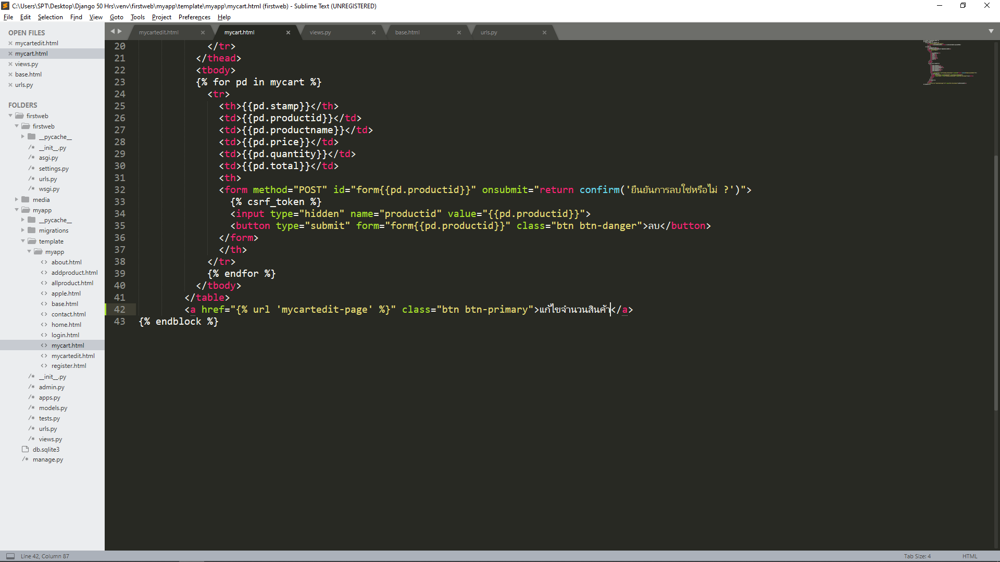 C:\Users\SPT\Desktop\Django 50 Hrs\venv\firstweb\myapp\template\myapp\mycart.html (firstweb) - Sublime Text (UNREGISTERED)
File Edit Selection Find View Goto Tools Project Preferences Help
OPEN FILES
mycartedit.html
mycart.html
views.py
base.html
urls.py
FOLDERS
firstweb
firstweb
__pycache__
/* __init__.py
/* asgi.py
/* settings.py
/* urls.py
/* wsgi.py
media
myapp
__pycache__
migrations
template
myapp
<> about.html
<> addproduct.html
<> allproduct.html
<> apple.html
<> base.html
<> contact.html
<> home.html
<> login.html
<> mycart.html
<> mycartedit.html
<> register.html
/* __init__.py
/* admin.py
/* apps.py
/* models.py
/* tests.py
/* urls.py
/* views.py
db.sqlite3
/* manage.py
mycartedit.html mycart.html views.py base.html urls.py
20 </tr>
21 </thead>
22 <tbody>
23 {% for pd in mycart %}
24 <tr>
25 <th>{{pd.stamp}}</th>
26 <td>{{pd.productid}}</td>
27 <td>{{pd.productname}}</td>
28 <td>{{pd.price}}</td>
29 <td>{{pd.quantity}}</td>
30 <td>{{pd.total}}</td>
31 <th>
32 <form method="POST" id="form{{pd.productid}}" onsubmit="return confirm('ยืนยันการลบใช่หรือไม่ ?')">
33 {% csrf_token %}
34 <input type="hidden" name="productid" value="{{pd.productid}}">
35 <button type="submit" form="form{{pd.productid}}" class="btn btn-danger">ลบ</button>
36 </form>
37 </th>
38 </tr>
39 {% endfor %}
40 </tbody>
41 </table>
42 <a href="{% url 'mycartedit-page' %}" class="btn btn-primary">แก้ไขจำนวนสินค้า</a>
43 {% endblock %}
Line 42, Column 87
Tab Size: 4 HTML